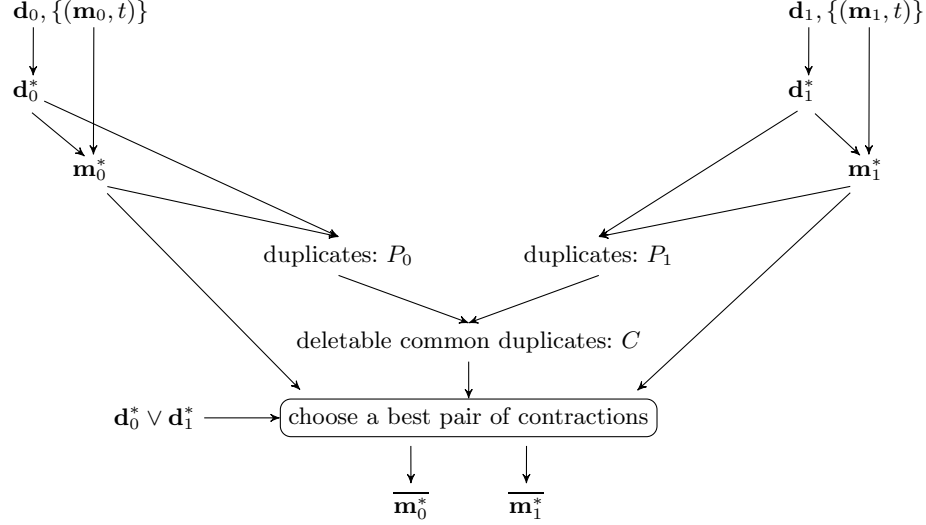 𝐝₀, {(𝐦₀, t)} 𝐝₁, {(𝐦₁, t)}
𝐝₀* 𝐝₁*
𝐦₀* 𝐦₁*
duplicates: P₀ duplicates: P₁
deletable common duplicates: C
𝐝₀* ∨ 𝐝₁* choose a best pair of contractions
m̅₀*̅ m̅₁*̅